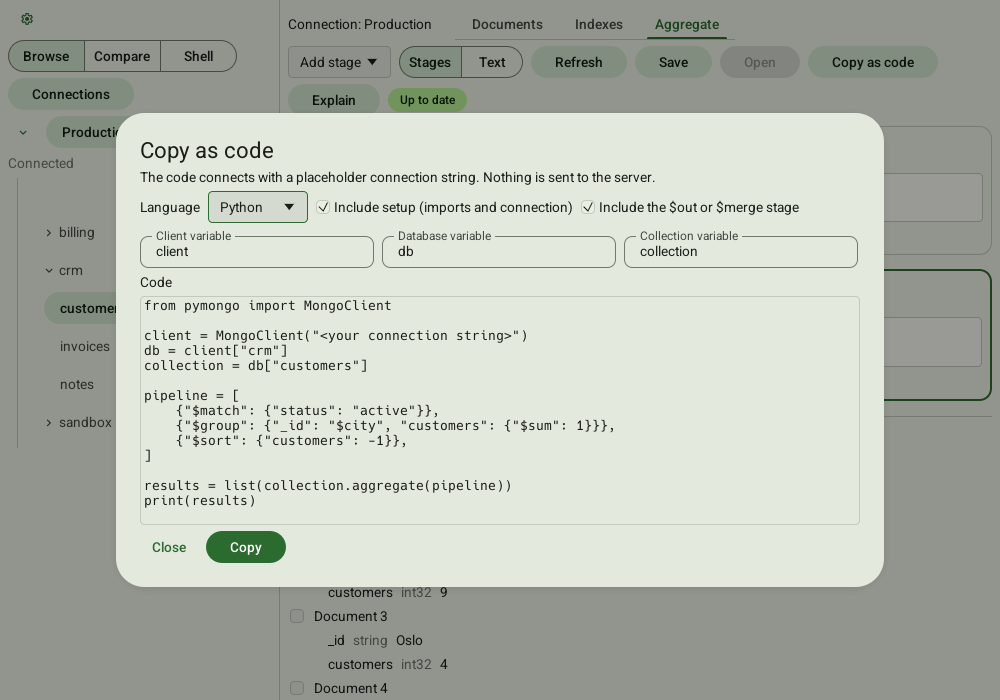 Connection: Production
Documents
Indexes
Aggregate
Browse
Compare
Shell
Add stage
Stages
Text
Refresh
Save
Open
Copy as code
Connections
Explain
Up to date
Connected
billing
crm
invoices
notes
sandbox
Copy as code
The code connects with a placeholder connection string. Nothing is sent to the server.
Language
Python
Include setup (imports and connection)
Include the $out or $merge stage
Client variable
client
Database variable
db
Collection variable
collection
Code
from pymongo import MongoClient
client = MongoClient("<your connection string>")
db = client["crm"]
collection = db["customers"]
pipeline = [
    {"$match": {"status": "active"}},
    {"$group": {"_id": "$city", "customers": {"$sum": 1}}},
    {"$sort": {"customers": -1}},
]
results = list(collection.aggregate(pipeline))
print(results)
Close
Copy
customers int32 9
Document 3
_id string Oslo
customers int32 4
Document 4